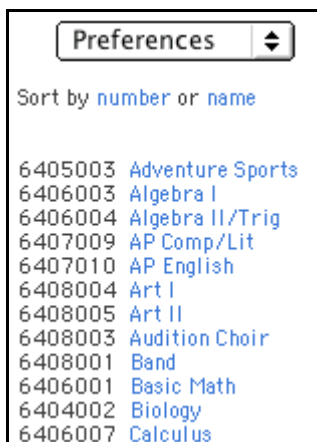 Preferences
Sort by number or name
6405003 Adventure Sports
6406003 Algebra I
6406004 Algebra II/Trig
6407009 AP Comp/Lit
6407010 AP English
6408004 Art I
6408005 Art II
6408003 Audition Choir
6408001 Band
6406001 Basic Math
6404002 Biology
6406007 Calculus